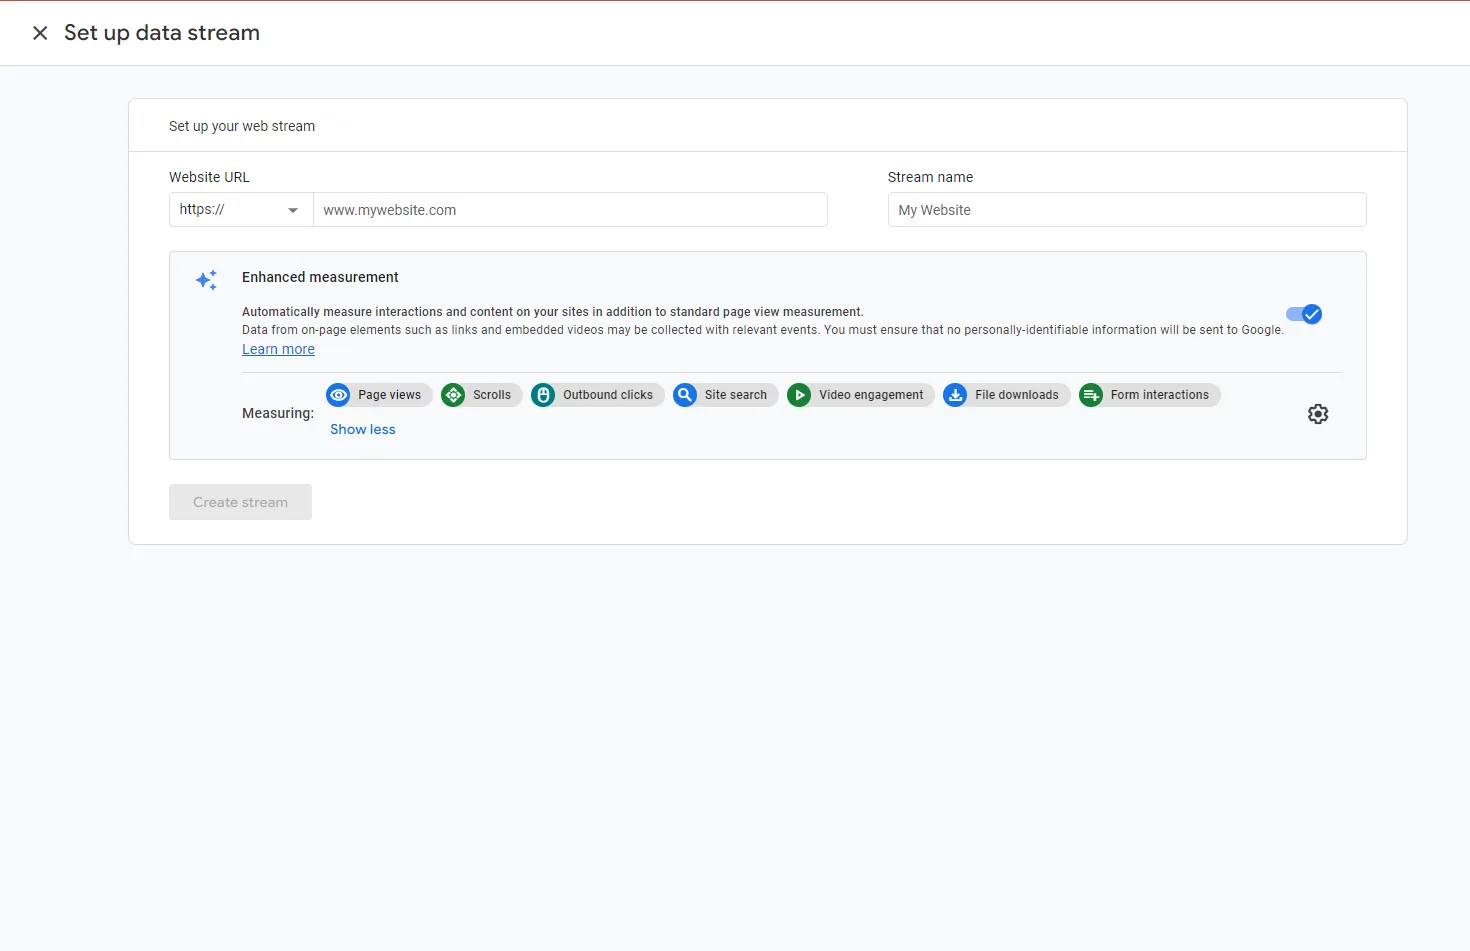 Set up data stream
Set up your web stream
Website URL
Stream name
https://
www.mywebsite.com
My Website
Enhanced measurement
Automatically measure interactions and content on your sites in addition to standard page view measurement.
Data from on-page elements such as links and embedded videos may be collected with relevant events. You must ensure that no personally-identifiable information will be sent to Google.
Learn more
Measuring:
Page views
Scrolls
Outbound clicks
Site search
Video engagement
File downloads
Form interactions
Show less
Create stream